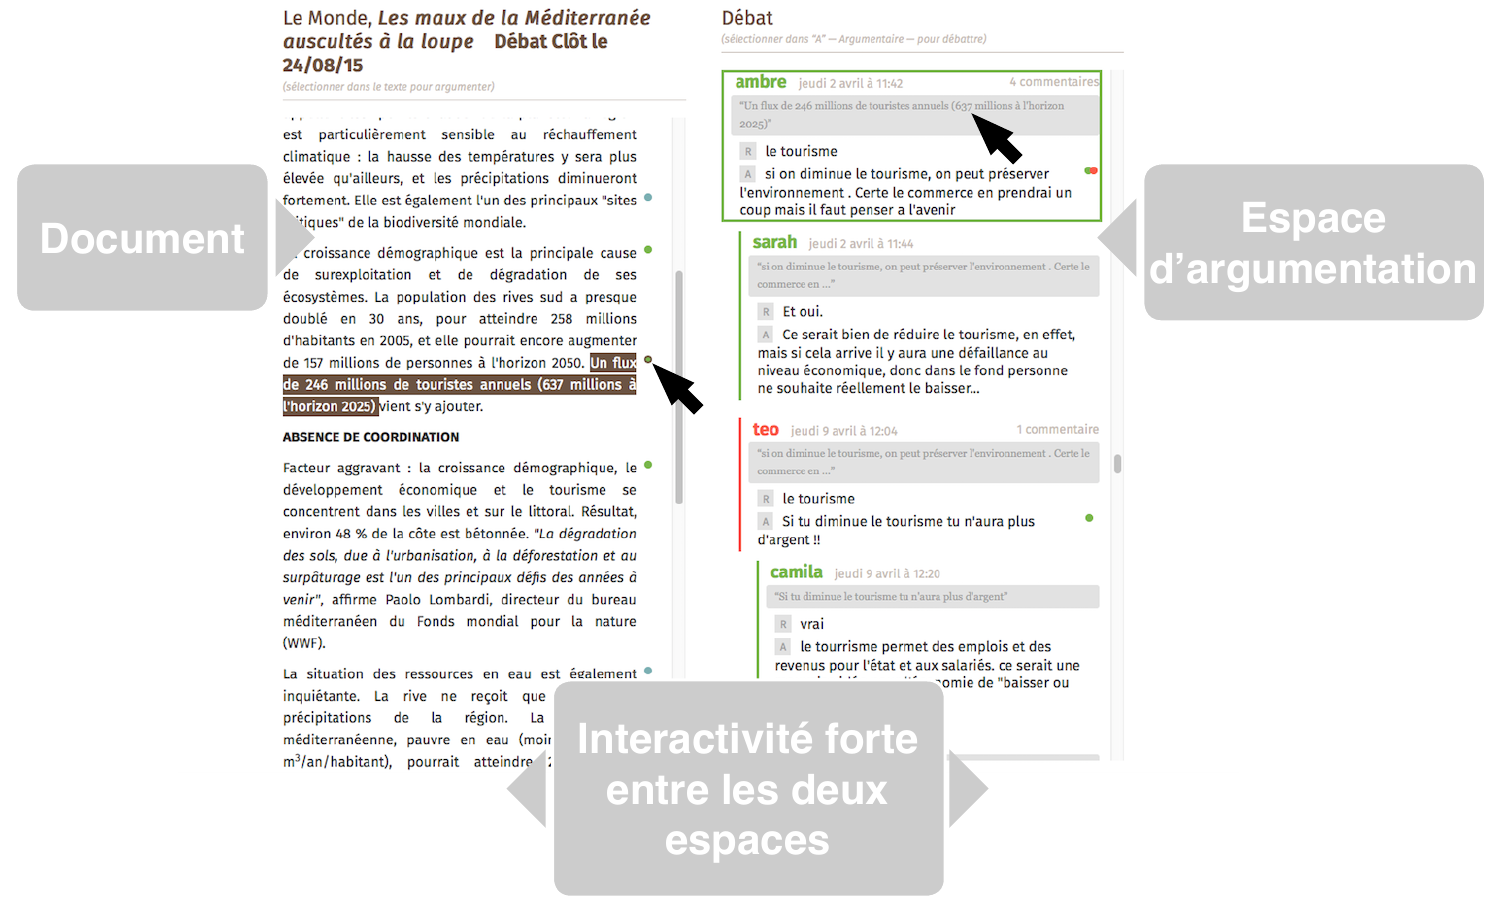 Le Monde, Les maux de la Méditerranée
auscultés à la loupe Débat Clôt le
24/08/15
(sélectionner dans le texte pour argumenter)
est particulièrement sensible au réchauffement
climatique : la hausse des températures y sera plus
élevée qu'ailleurs, et les précipitations diminueront
fortement. Elle est également l'un des principaux "sites
tiques" de la biodiversité mondiale.
croissance démographique est la principale cause
de surexploitation et de dégradation de ses
écosystèmes. La population des rives sud a presque
doublé en 30 ans, pour atteindre 258 millions
d'habitants en 2005, et elle pourrait encore augmenter
de 157 millions de personnes à l'horizon 2050. Un flux
de 246 millions de touristes annuels (637 millions à
l'horizon 2025) vient s'y ajouter.
ABSENCE DE COORDINATION
Facteur aggravant : la croissance démographique, le
développement économique et le tourisme se
concentrent dans les villes et sur le littoral. Résultat,
environ 48 % de la côte est bétonnée. "La dégradation
des sols, due à l'urbanisation, à la déforestation et au
surpâturage est l'un des principaux défis des années à
venir", affirme Paolo Lombardi, directeur du bureau
méditerranéen du Fonds mondial pour la nature
(WWF).
La situation des ressources en eau est également
inquiétante. La rive ne reçoit que
précipitations de la région. La
méditerranéenne, pauvre en eau (moin
m³/an/habitant), pourrait atteindre 2
Débat
(sélectionner dans "A" — Argumentaire — pour débattre)
ambre jeudi 2 avril à 11:42 4 commentaires
"Un flux de 246 millions de touristes annuels (637 millions à l'horizon
2025)"
R le tourisme
A si on diminue le tourisme, on peut préserver
l'environnement . Certe le commerce en prendrai un
coup mais il faut penser a l'avenir
sarah jeudi 2 avril à 11:44
"si on diminue le tourisme, on peut préserver l'environnement . Certe le
commerce en ..."
R Et oui.
A Ce serait bien de réduire le tourisme, en effet,
mais si cela arrive il y aura une défaillance au
niveau économique, donc dans le fond personne
ne souhaite réellement le baisser...
teo jeudi 9 avril à 12:04 1 commentaire
"si on diminue le tourisme, on peut préserver l'environnement . Certe le
commerce en ..."
R le tourisme
A Si tu diminue le tourisme tu n'aura plus
d'argent !!
camila jeudi 9 avril à 12:20
"Si tu diminue le tourisme tu n'aura plus d'argent"
R vrai
A le tourrisme permet des emplois et des
revenus pour l'état et aux salariés. ce serait une
nomie de "baisser ou
Document
Espace
d'argumentation
Interactivité forte
entre les deux
espaces